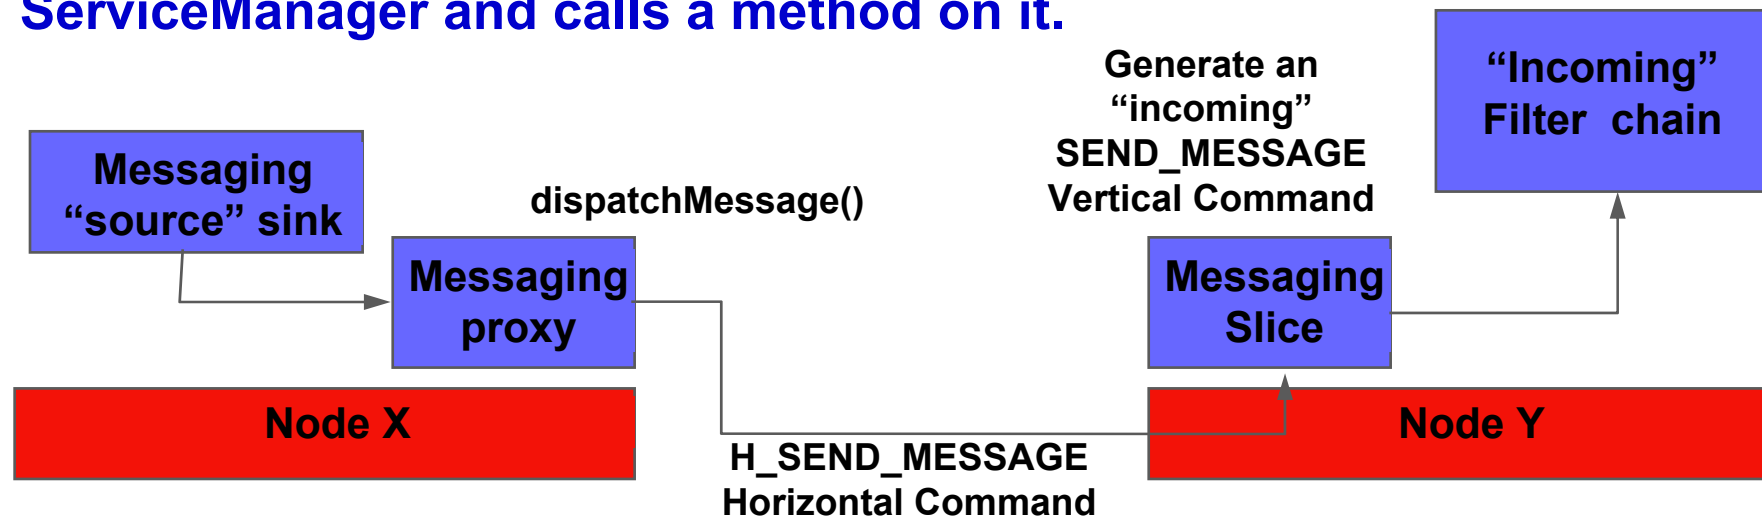 ServiceManager and calls a method on it.
Messaging
“source” sink
dispatchMessage()
Messaging
proxy
Node X
H_SEND_MESSAGE
Horizontal Command
Generate an
“incoming”
SEND_MESSAGE
Vertical Command
Messaging
Slice
Node Y
“Incoming”
Filter chain